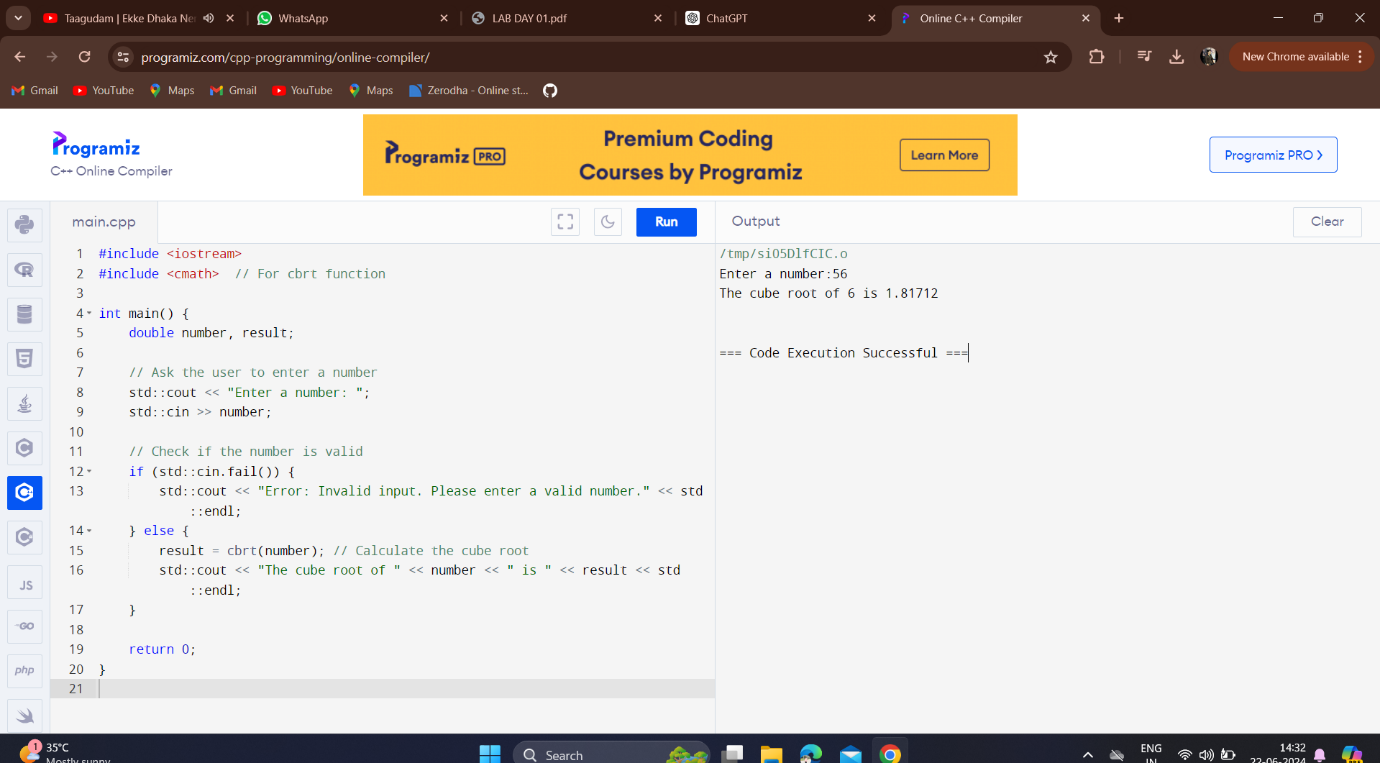 Taagudam | Ekke Dhaka Ne
WhatsApp
LAB DAY 01.pdf
ChatGPT
Online C++ Compiler
programiz.com/cpp-programming/online-compiler/
New Chrome available
Gmail
YouTube
Maps
Gmail
YouTube
Maps
Zerodha - Online st...
Programiz
C++ Online Compiler
Programiz PRO
Premium Coding
Courses by Programiz
Learn More
Programiz PRO >
main.cpp
Run
Output
Clear
1 #include <iostream>
2 #include <cmath>  // For cbrt function
3
4 int main() {
5     double number, result;
6
7     // Ask the user to enter a number
8     std::cout << "Enter a number: ";
9     std::cin >> number;
10
11     // Check if the number is valid
12     if (std::cin.fail()) {
13         std::cout << "Error: Invalid input. Please enter a valid number." << std
::endl;
14     } else {
15         result = cbrt(number); // Calculate the cube root
16         std::cout << "The cube root of " << number << " is " << result << std
::endl;
17     }
18
19     return 0;
20 }
21
/tmp/si05DlfCIC.o
Enter a number:56
The cube root of 6 is 1.81712
=== Code Execution Successful ===
JS
GO
php
1
35°C
Mostly sunny
Search
ENG
IN
14:32
22-06-2024